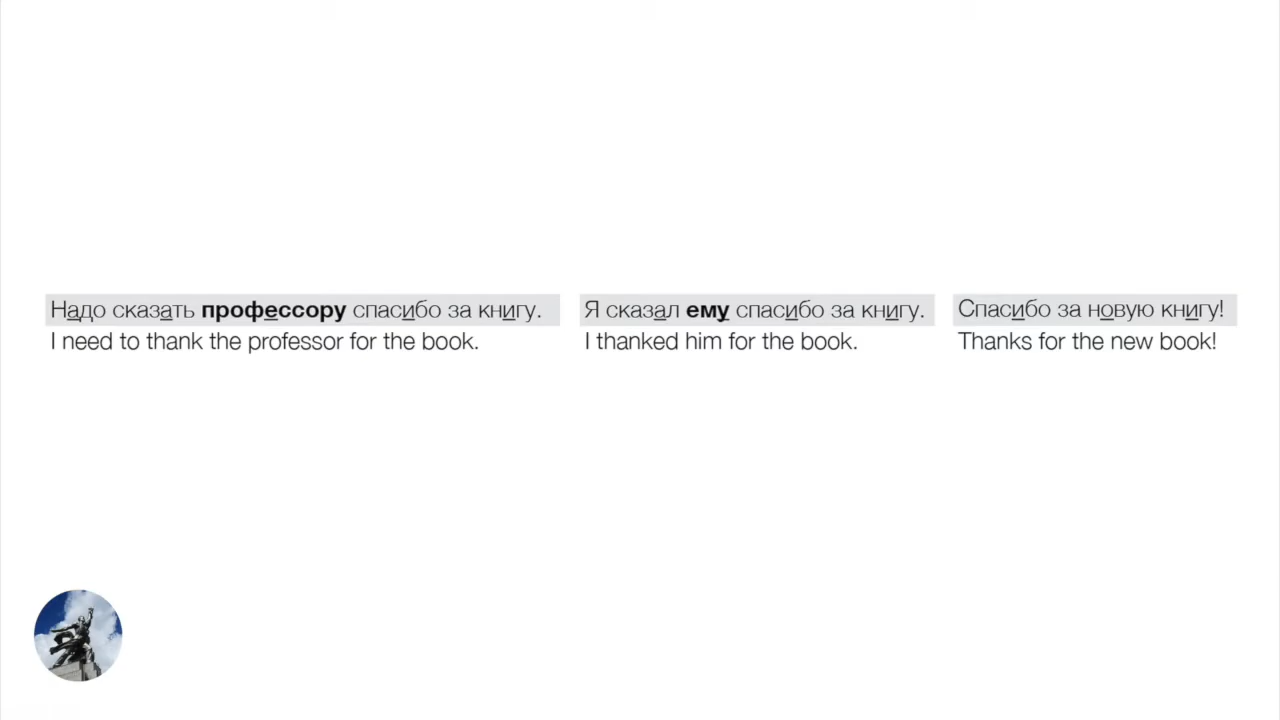 Надо сказать профессору спасибо за книгу.
I need to thank the professor for the book.
Я сказал ему спасибо за книгу.
I thanked him for the book.
Спасибо за новую книгу!
Thanks for the new book!